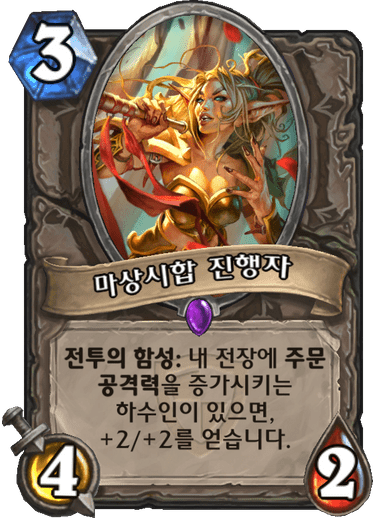 3
마상시합 진행자
전투의 함성: 내 전장에 주문
공격력을 증가시키는
하수인이 있으면,
+2/+2를 얻습니다.
4
2